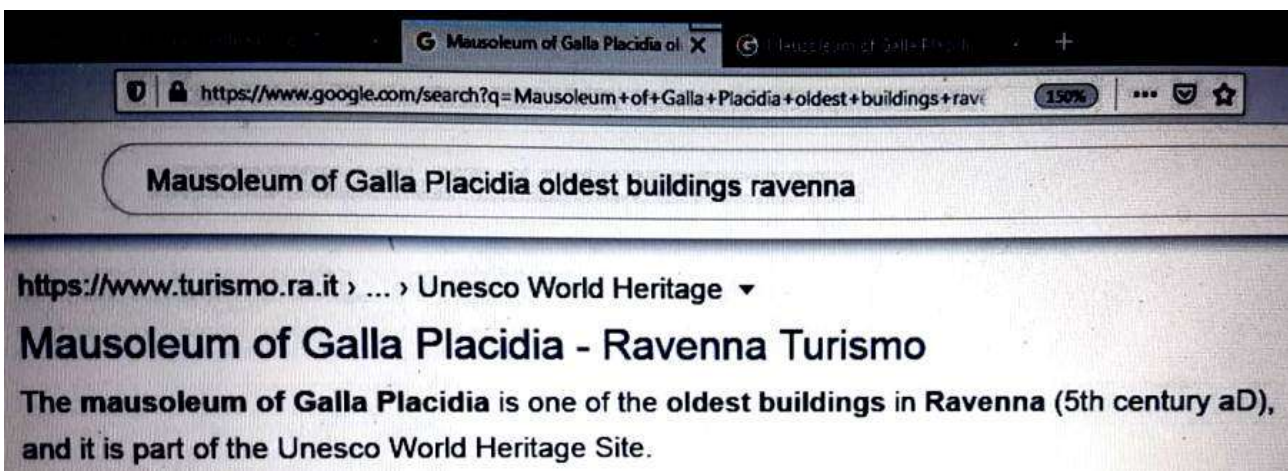 G Mausoleum of Galla Placidia ol X G +
https://www.google.com/search?q=Mausoleum+of+Galla+Placidia+oldest+buildings+rave 150% ...
Mausoleum of Galla Placidia oldest buildings ravenna
https://www.turismo.ra.it › ... › Unesco World Heritage
Mausoleum of Galla Placidia - Ravenna Turismo
The mausoleum of Galla Placidia is one of the oldest buildings in Ravenna (5th century aD),
and it is part of the Unesco World Heritage Site.